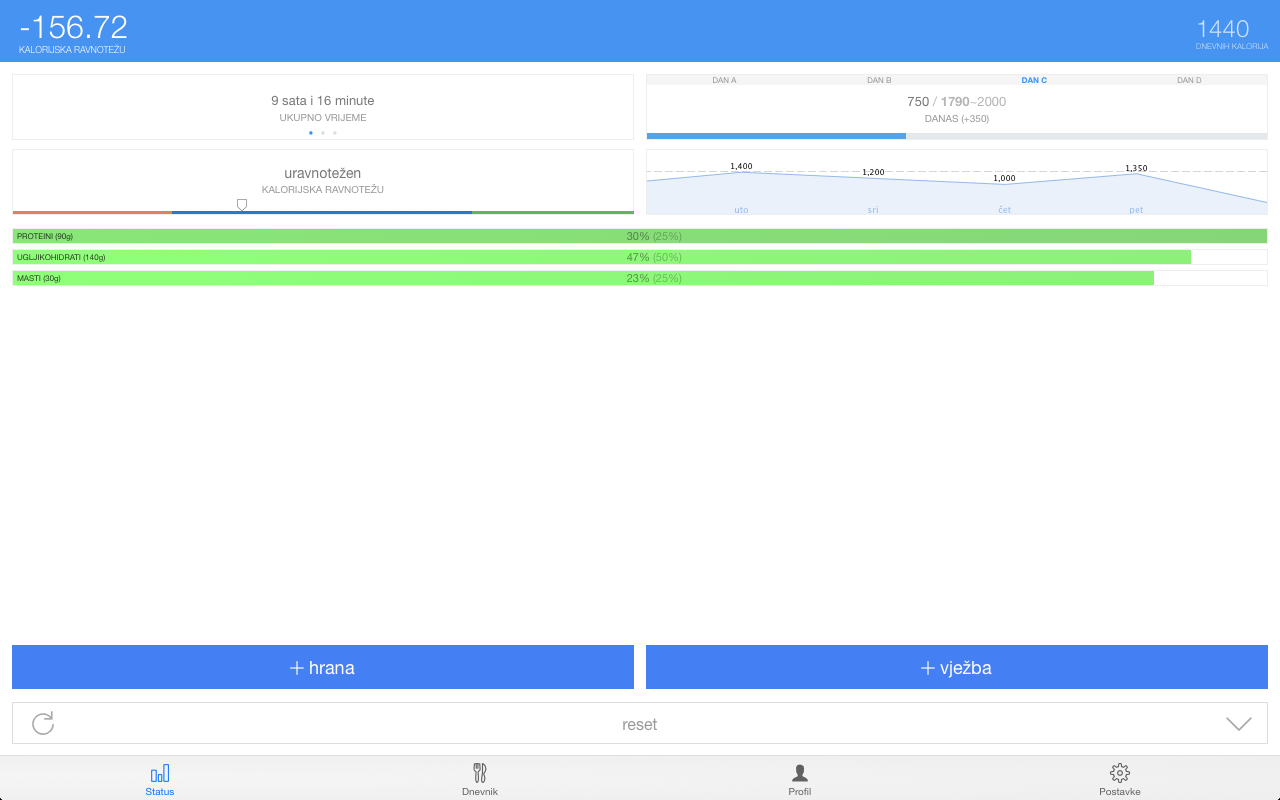 -156.72
KALORIJSKA RAVNOTEŽU
1440
DNEVNIH KALORIJA
9 sata i 16 minute
UKUPNO VRIJEME
DAN A DAN B DAN C DAN D
750 / 1790~2000
DANAS (+350)
uravnotežen
KALORIJSKA RAVNOTEŽU
1,400 1,200 1,000 1,350
uto sri čet pet
PROTEINI (90g) 30% (25%)
UGLJIKOHIDRATI (140g) 47% (50%)
MASTI (30g) 23% (25%)
+ hrana
+ vježba
reset
Status Dnevnik Profil Postavke